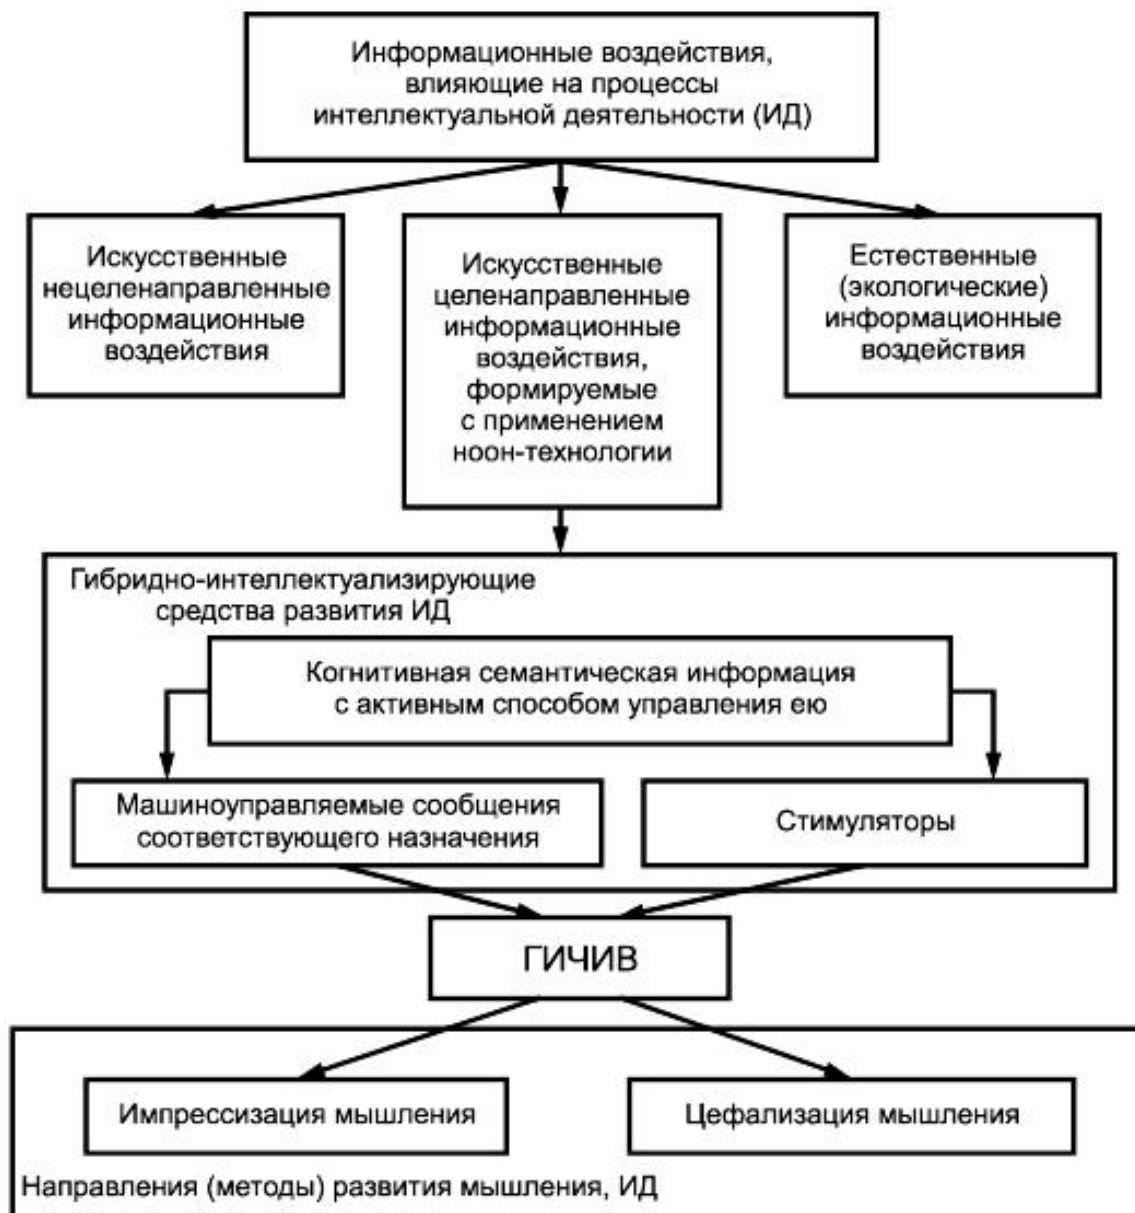 Информационные воздействия,
влияющие на процессы
интеллектуальной деятельности (ИД)
Искусственные
нецеленаправленные
информационные
воздействия
Искусственные
целенаправленные
информационные
воздействия,
формируемые
с применением
ноон-технологии
Естественные
(экологические)
информационные
воздействия
Гибридно-интеллектуализирующие
средства развития ИД
Когнитивная семантическая информация
с активным способом управления ею
Машиноуправляемые сообщения
соответствующего назначения
Стимуляторы
ГИЧИВ
Импрессизация мышления
Цефализация мышления
Направления (методы) развития мышления, ИД